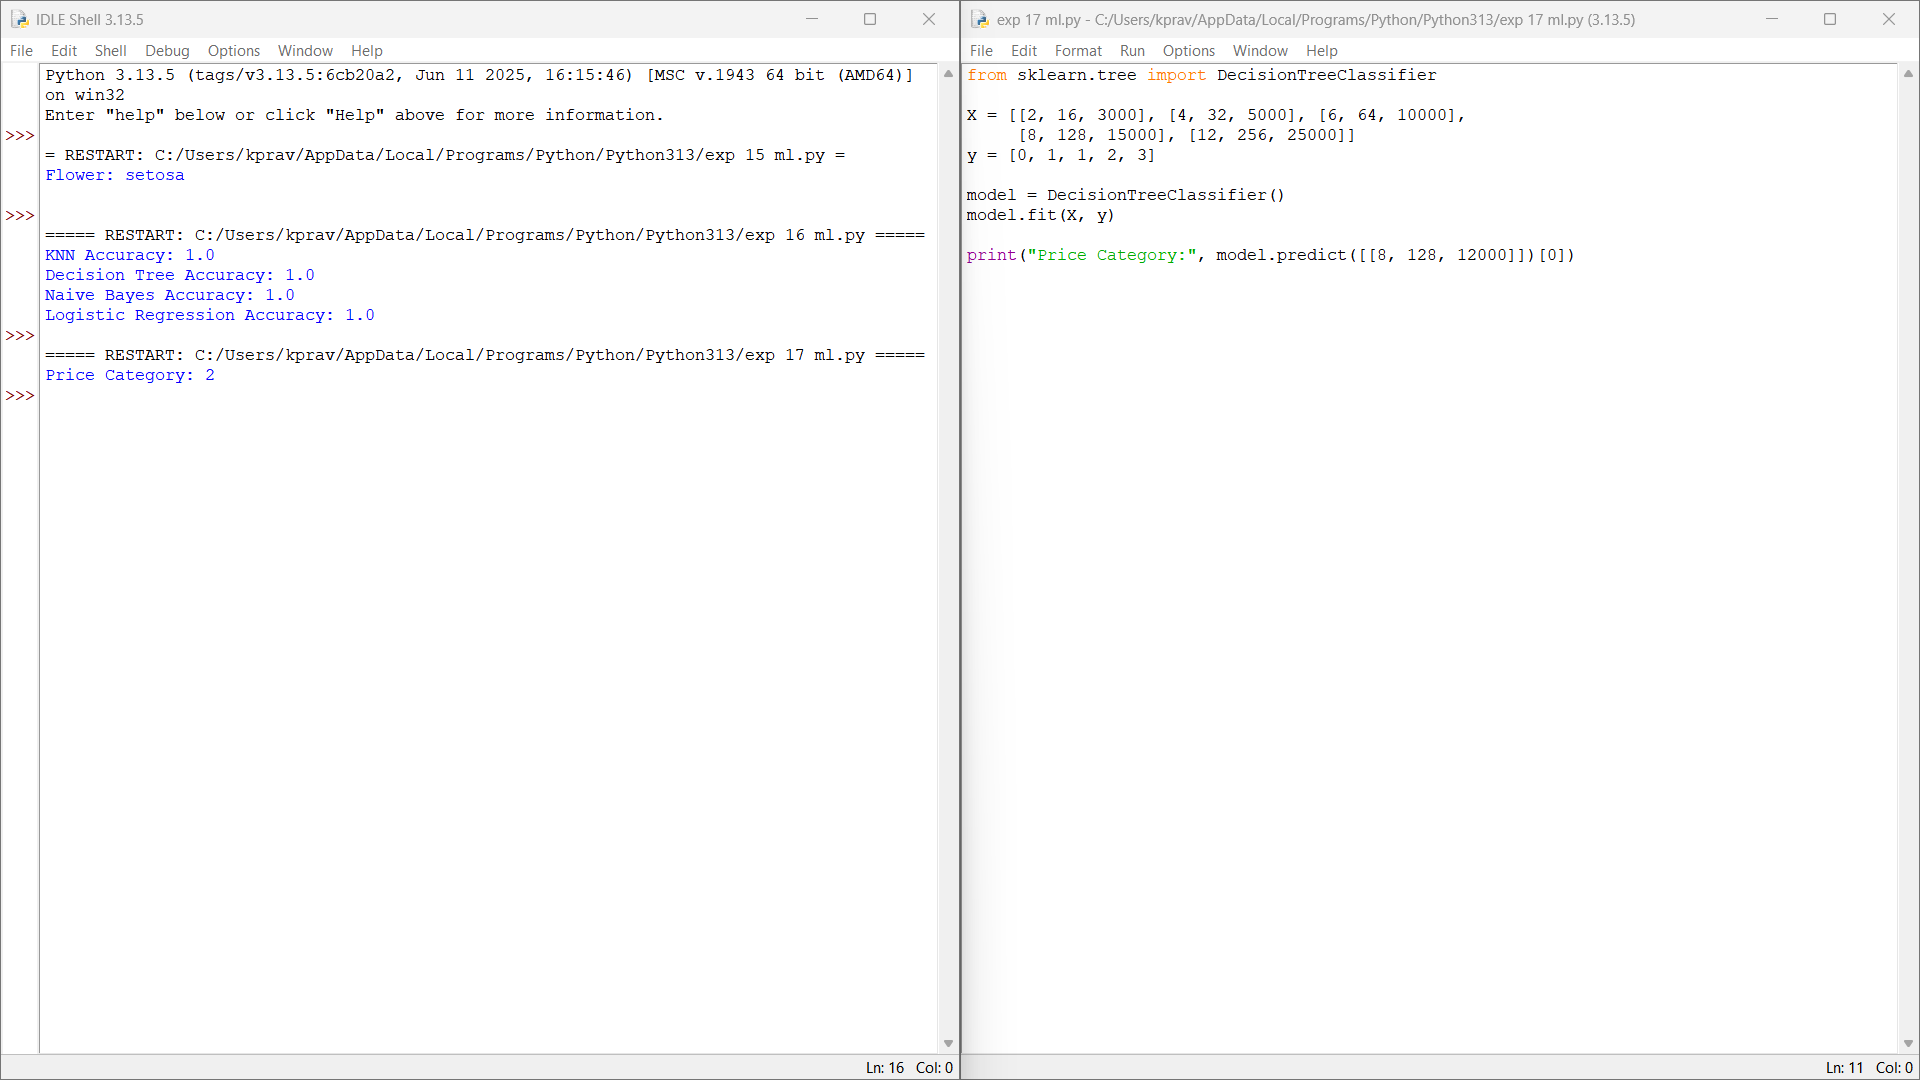 IDLE Shell 3.13.5
File Edit Shell Debug Options Window Help
Python 3.13.5 (tags/v3.13.5:6cb20a2, Jun 11 2025, 16:15:46) [MSC v.1943 64 bit (AMD64)]
on win32
Enter "help" below or click "Help" above for more information.
>>>
= RESTART: C:/Users/kprav/AppData/Local/Programs/Python/Python313/exp 15 ml.py =
Flower: setosa
>>>
===== RESTART: C:/Users/kprav/AppData/Local/Programs/Python/Python313/exp 16 ml.py =====
KNN Accuracy: 1.0
Decision Tree Accuracy: 1.0
Naive Bayes Accuracy: 1.0
Logistic Regression Accuracy: 1.0
>>>
===== RESTART: C:/Users/kprav/AppData/Local/Programs/Python/Python313/exp 17 ml.py =====
Price Category: 2
>>>
Ln: 16 Col: 0
exp 17 ml.py - C:/Users/kprav/AppData/Local/Programs/Python/Python313/exp 17 ml.py (3.13.5)
File Edit Format Run Options Window Help
from sklearn.tree import DecisionTreeClassifier
X = [[2, 16, 3000], [4, 32, 5000], [6, 64, 10000],
[8, 128, 15000], [12, 256, 25000]]
y = [0, 1, 1, 2, 3]
model = DecisionTreeClassifier()
model.fit(X, y)
print("Price Category:", model.predict([[8, 128, 12000]])[0])
Ln: 11 Col: 0